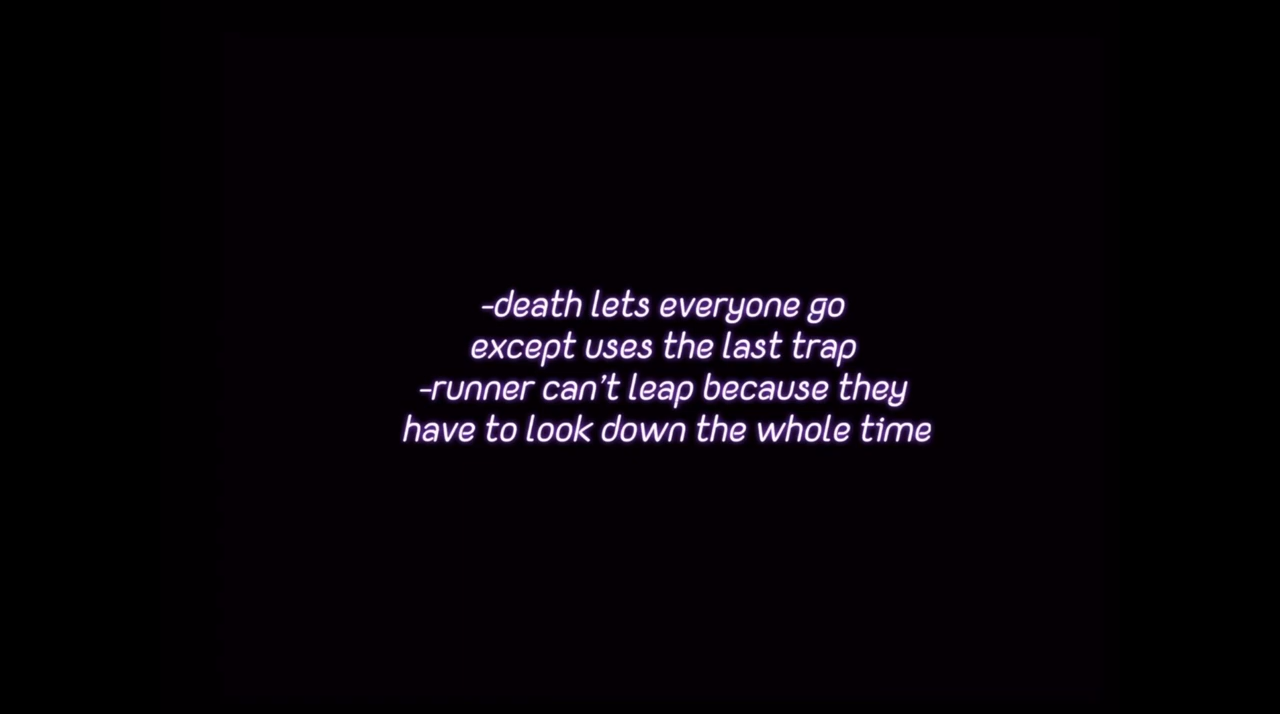 -death lets everyone go
except uses the last trap
-runner can't leap because they
have to look down the whole time